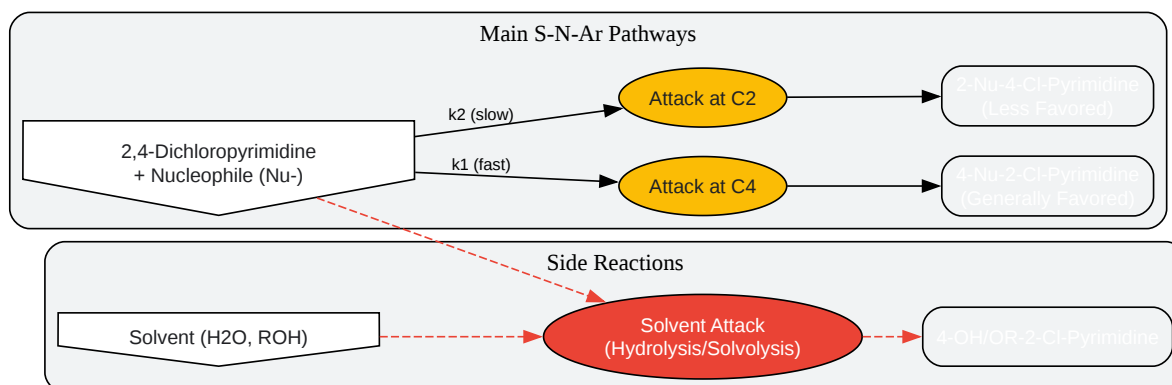 Main S-N-Ar Pathways
2,4-Dichloropyrimidine
+ Nucleophile (Nu-)
k2 (slow)
k1 (fast)
Attack at C2
Attack at C4
2-Nu-4-Cl-Pyrimidine
(Less Favored)
4-Nu-2-Cl-Pyrimidine
(Generally Favored)
Side Reactions
Solvent (H2O, ROH)
Solvent Attack
(Hydrolysis/Solvolysis)
4-OH/OR-2-Cl-Pyrimidine